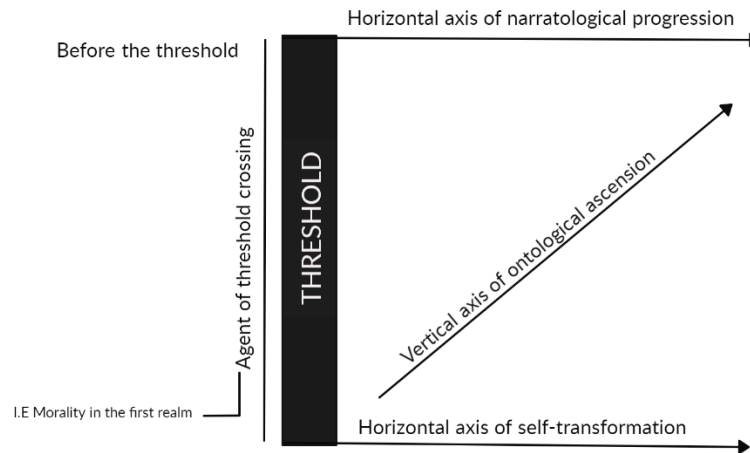 Horizontal axis of narratological progression
Before the threshold
Agent of threshold crossing
THRESHOLD
Vertical axis of ontological ascension
I.E Morality in the first realm
Horizontal axis of self-transformation